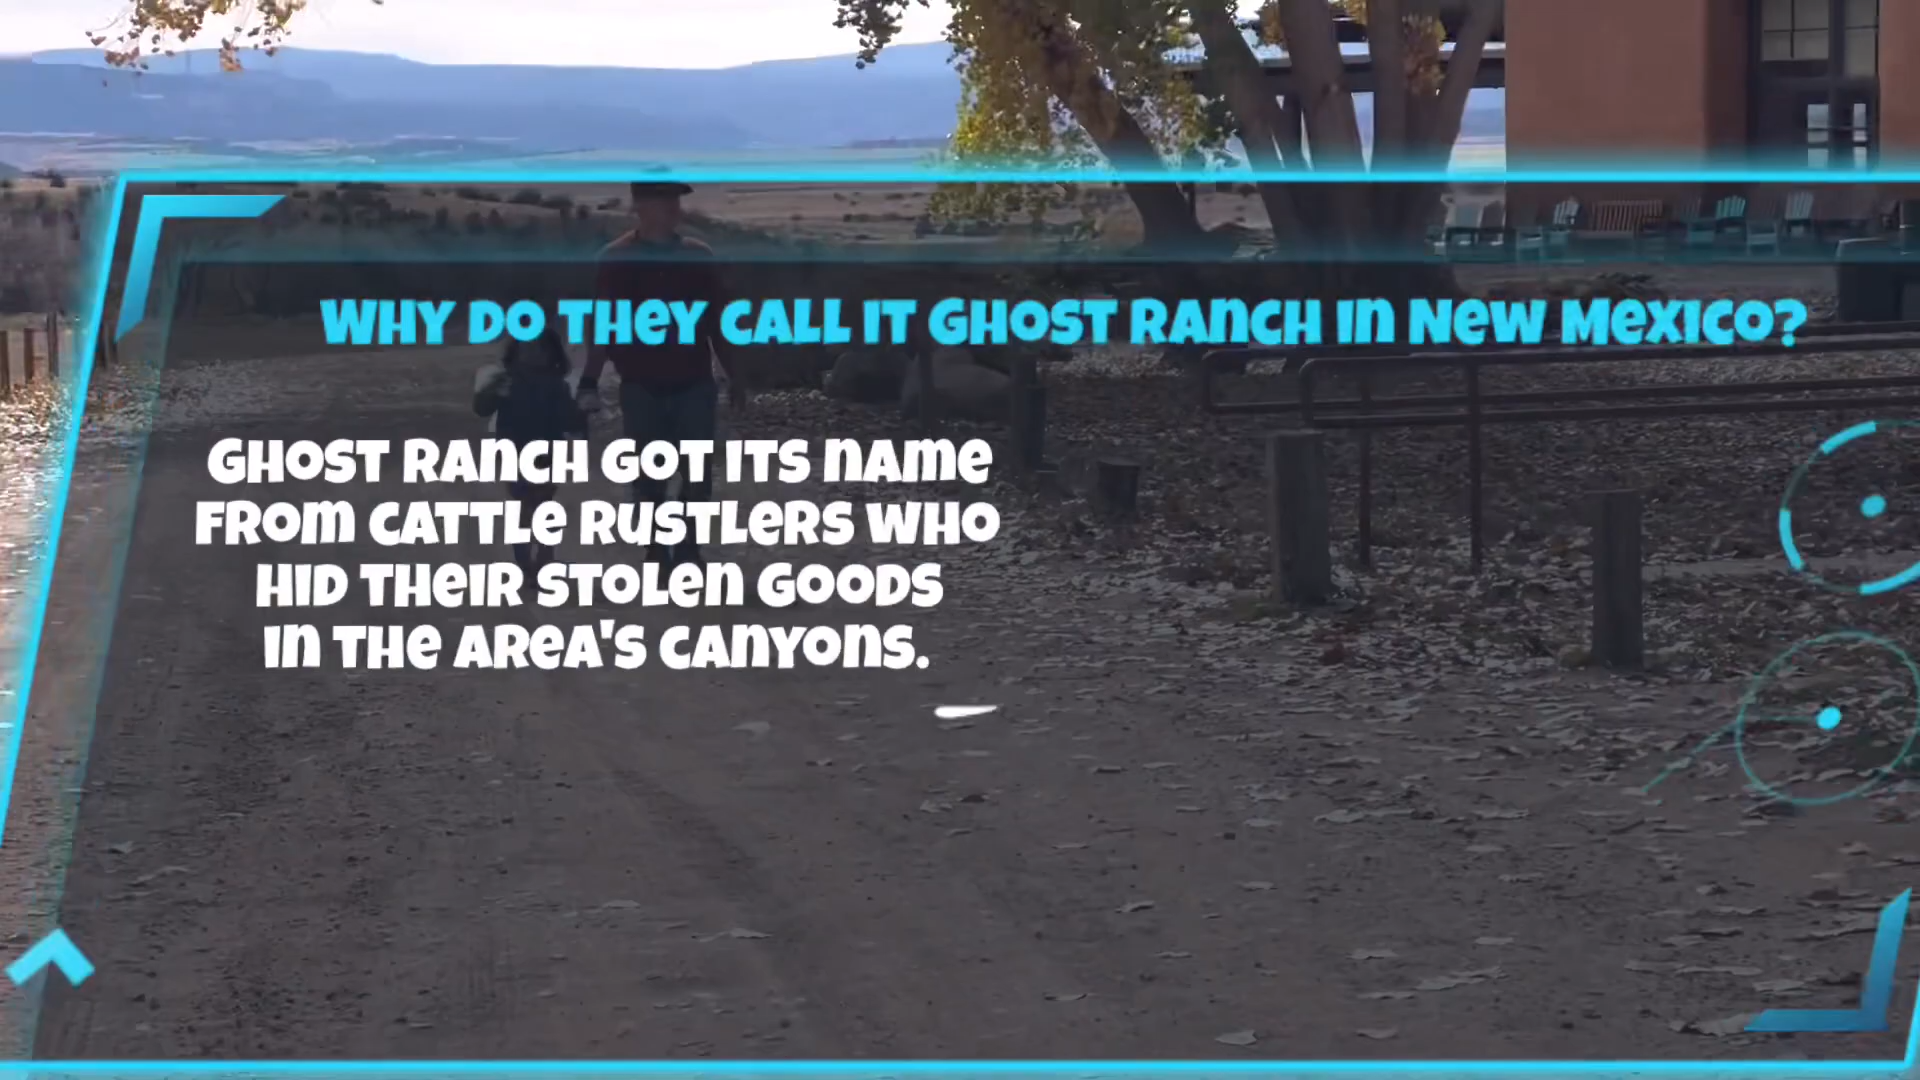 WHY DO THEY CALL IT GHOST RANCH IN NEW MEXICO?
GHOST RANCH GOT ITS NAME
FROM CATTLE RUSTLERS WHO
HID THEIR STOLEN GOODS
IN THE AREA'S CANYONS.